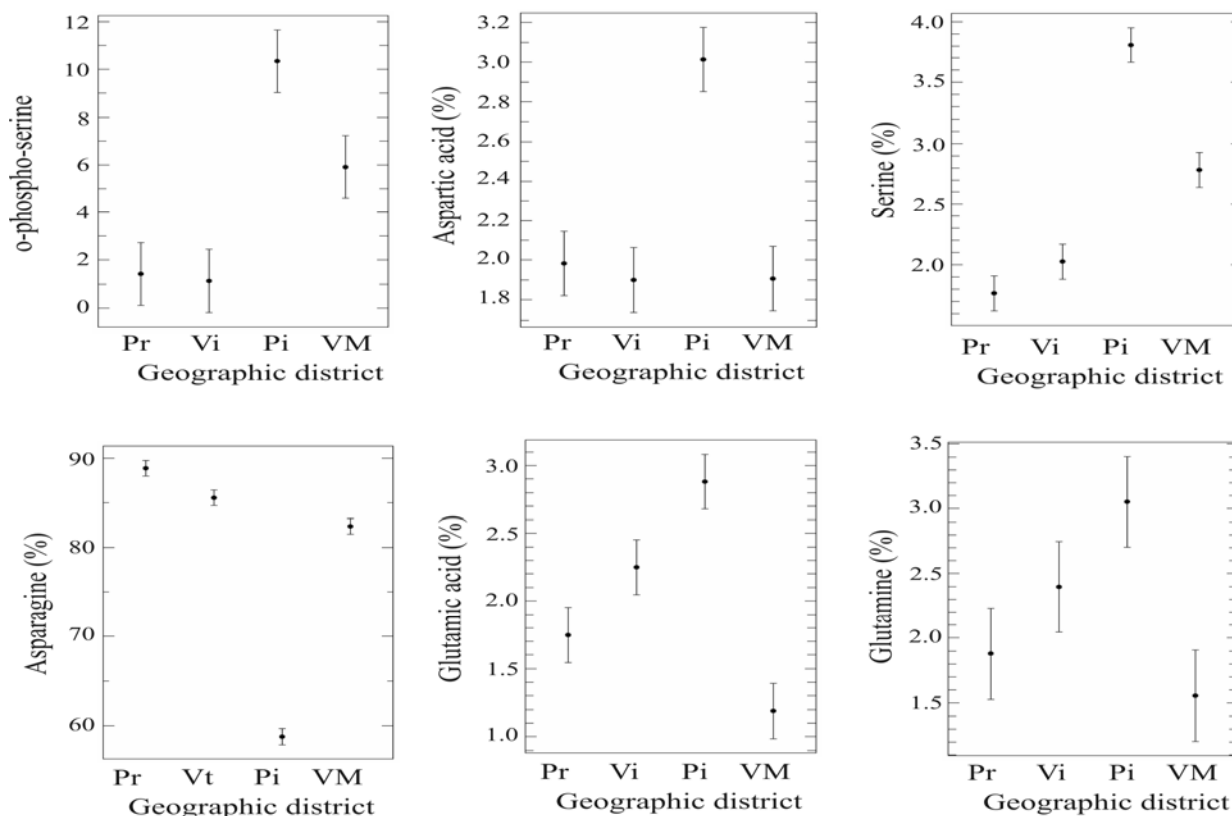 o-phospho-serine
12
10
8
6
4
2
0
Pr Vi Pi VM
Geographic district
Aspartic acid (%)
3.2
3.0
2.8
2.6
2.4
2.2
2.0
1.8
Pr Vi Pi VM
Geographic district
Serine (%)
4.0
3.5
3.0
2.5
2.0
Pr Vi Pi VM
Geographic district
Asparagine (%)
90
80
70
60
Pr Vt Pi VM
Geographic district
Glutamic acid (%)
3.0
2.5
2.0
1.5
1.0
Pr Vi Pi VM
Geographic district
Glutamine (%)
3.5
3.0
2.5
2.0
1.5
Pr Vi Pi VM
Geographic district